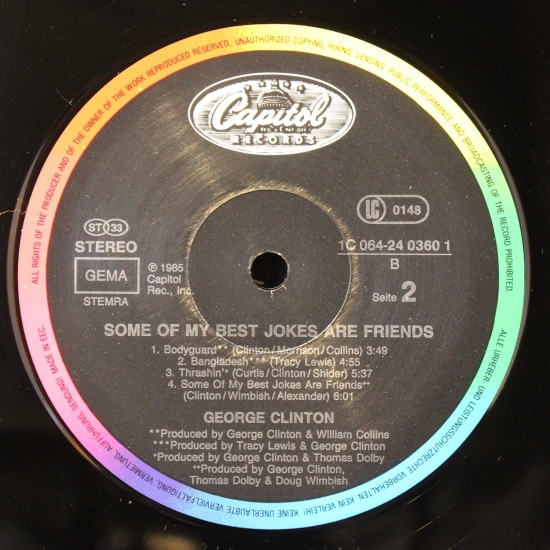 ALL RIGHTS OF THE PRODUCER AND OF THE OWNER OF THE WORK REPRODUCED RESERVED. UNAUTHORIZED COPYING, HIRING, LENDING, PUBLIC PERFORMANCE AND BROADCASTING OF THE RECORD PROHIBITED.
Capitol
REG. U.S. PAT. OFF.
RECORDS
ST 33
STEREO
GEMA
STEMRA
℗ 1985
Capitol
Rec., Inc.
LC 0148
1C 064-24 0360 1
B
Seite 2
SOME OF MY BEST JOKES ARE FRIENDS
1. Bodyguard** (Clinton/Morrison/Collins) 3:49
2. Bangladesh*** (Tracy Lewis) 4:55
3. Thrashin'+ (Curtis/Clinton/Snider) 5:37
4. Some Of My Best Jokes Are Friends++
(Clinton/Wimbish/Alexander) 6:01
GEORGE CLINTON
**Produced by George Clinton & William Collins
***Produced by Tracy Lewis & George Clinton
+Produced by George Clinton & Thomas Dolby
++Produced by George Clinton,
Thomas Dolby & Doug Wimbish
ALLE URHEBER- UND LEISTUNGSSCHUTZRECHTE VORBEHALTEN. KEIN VERLEIH! KEINE UNERLAUBTE VERVIELFÄLTIGUNG, VERMIETUNG, AUFFÜHRUNG, SENDUNG! MADE IN EEC.